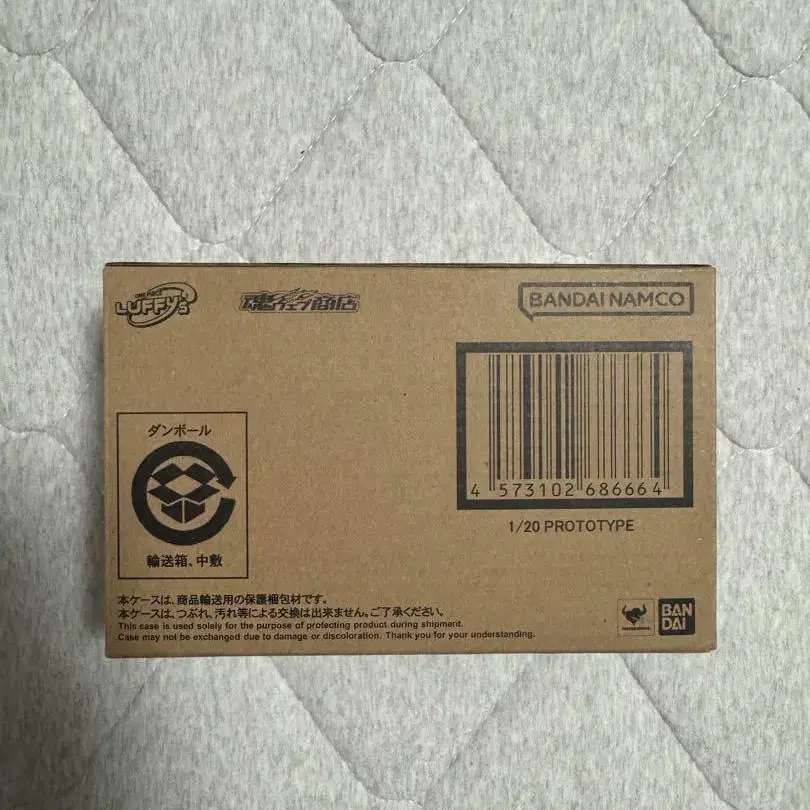 ONE PIECE
LUFFY's
魂ウェブ商店
BANDAI NAMCO
ダンボール
輸送箱、中敷
4 573102 686664
1/20 PROTOTYPE
本ケースは、商品輸送用の保護梱包材です。
本ケースは、つぶれ、汚れ等による交換は出来ません。ご了承ください。
This case is used solely for the purpose of protecting product during shipment.
Case may not be exchanged due to damage or discoloration. Thank you for your understanding.
BAN
DAI